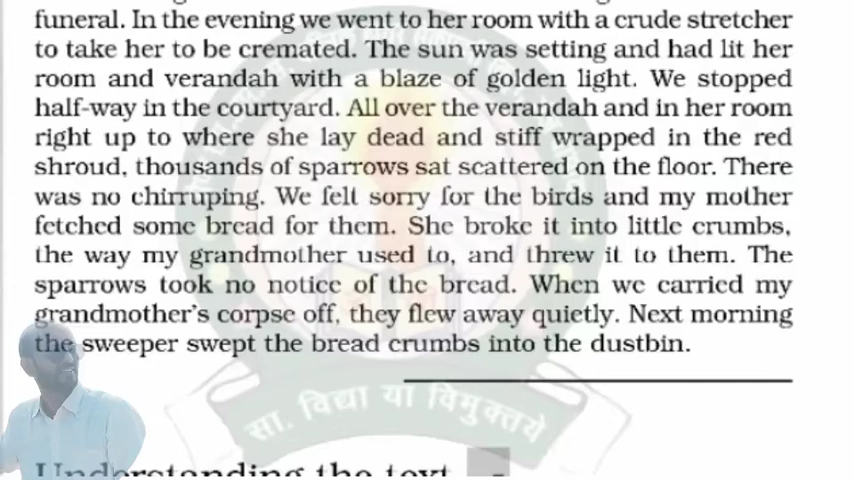 funeral. In the evening we went to her room with a crude stretcher
to take her to be cremated. The sun was setting and had lit her
room and verandah with a blaze of golden light. We stopped
half-way in the courtyard. All over the verandah and in her room
right up to where she lay dead and stiff wrapped in the red
shroud, thousands of sparrows sat scattered on the floor. There
was no chirruping. We felt sorry for the birds and my mother
fetched some bread for them. She broke it into little crumbs,
the way my grandmother used to, and threw it to them. The
sparrows took no notice of the bread. When we carried my
grandmother's corpse off, they flew away quietly. Next morning
the sweeper swept the bread crumbs into the dustbin.
सा. विद्या या विमुक्तये
Understanding the text